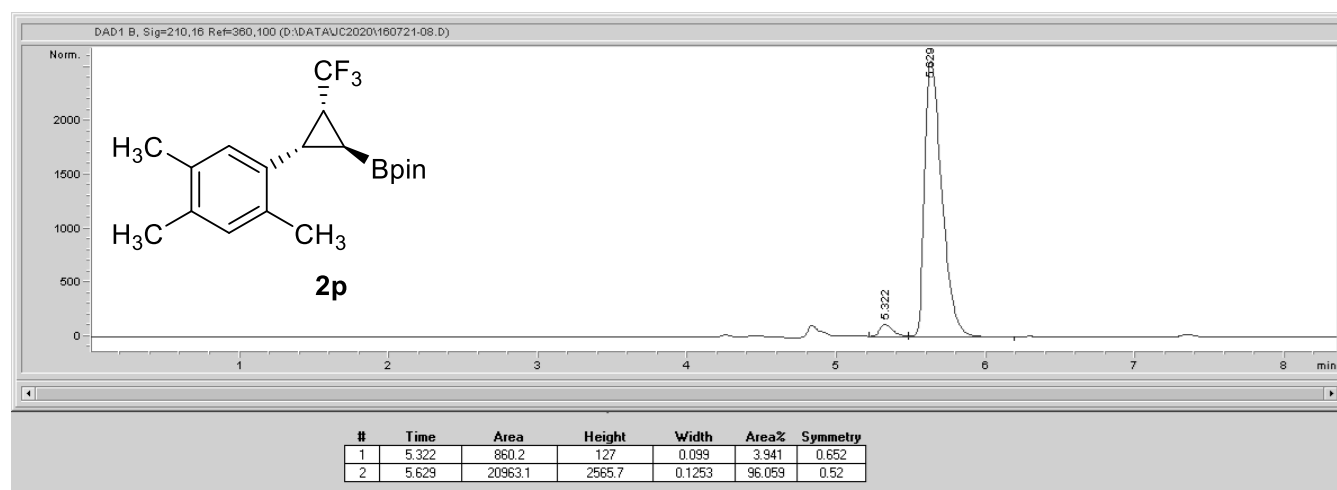 DAD1 B, Sig=210,16 Ref=360,100 (D:\DATA\JC2020\160721-08.D)
Norm.
2000
1500
1000
500
0
CF3
H3C
Bpin
H3C
CH3
2p
5.322
5.629
1 2 3 4 5 6 7 8 min
# Time Area Height Width Area% Symmetry
1 5.322 860.2 127 0.099 3.941 0.652
2 5.629 20963.1 2565.7 0.1253 96.059 0.52